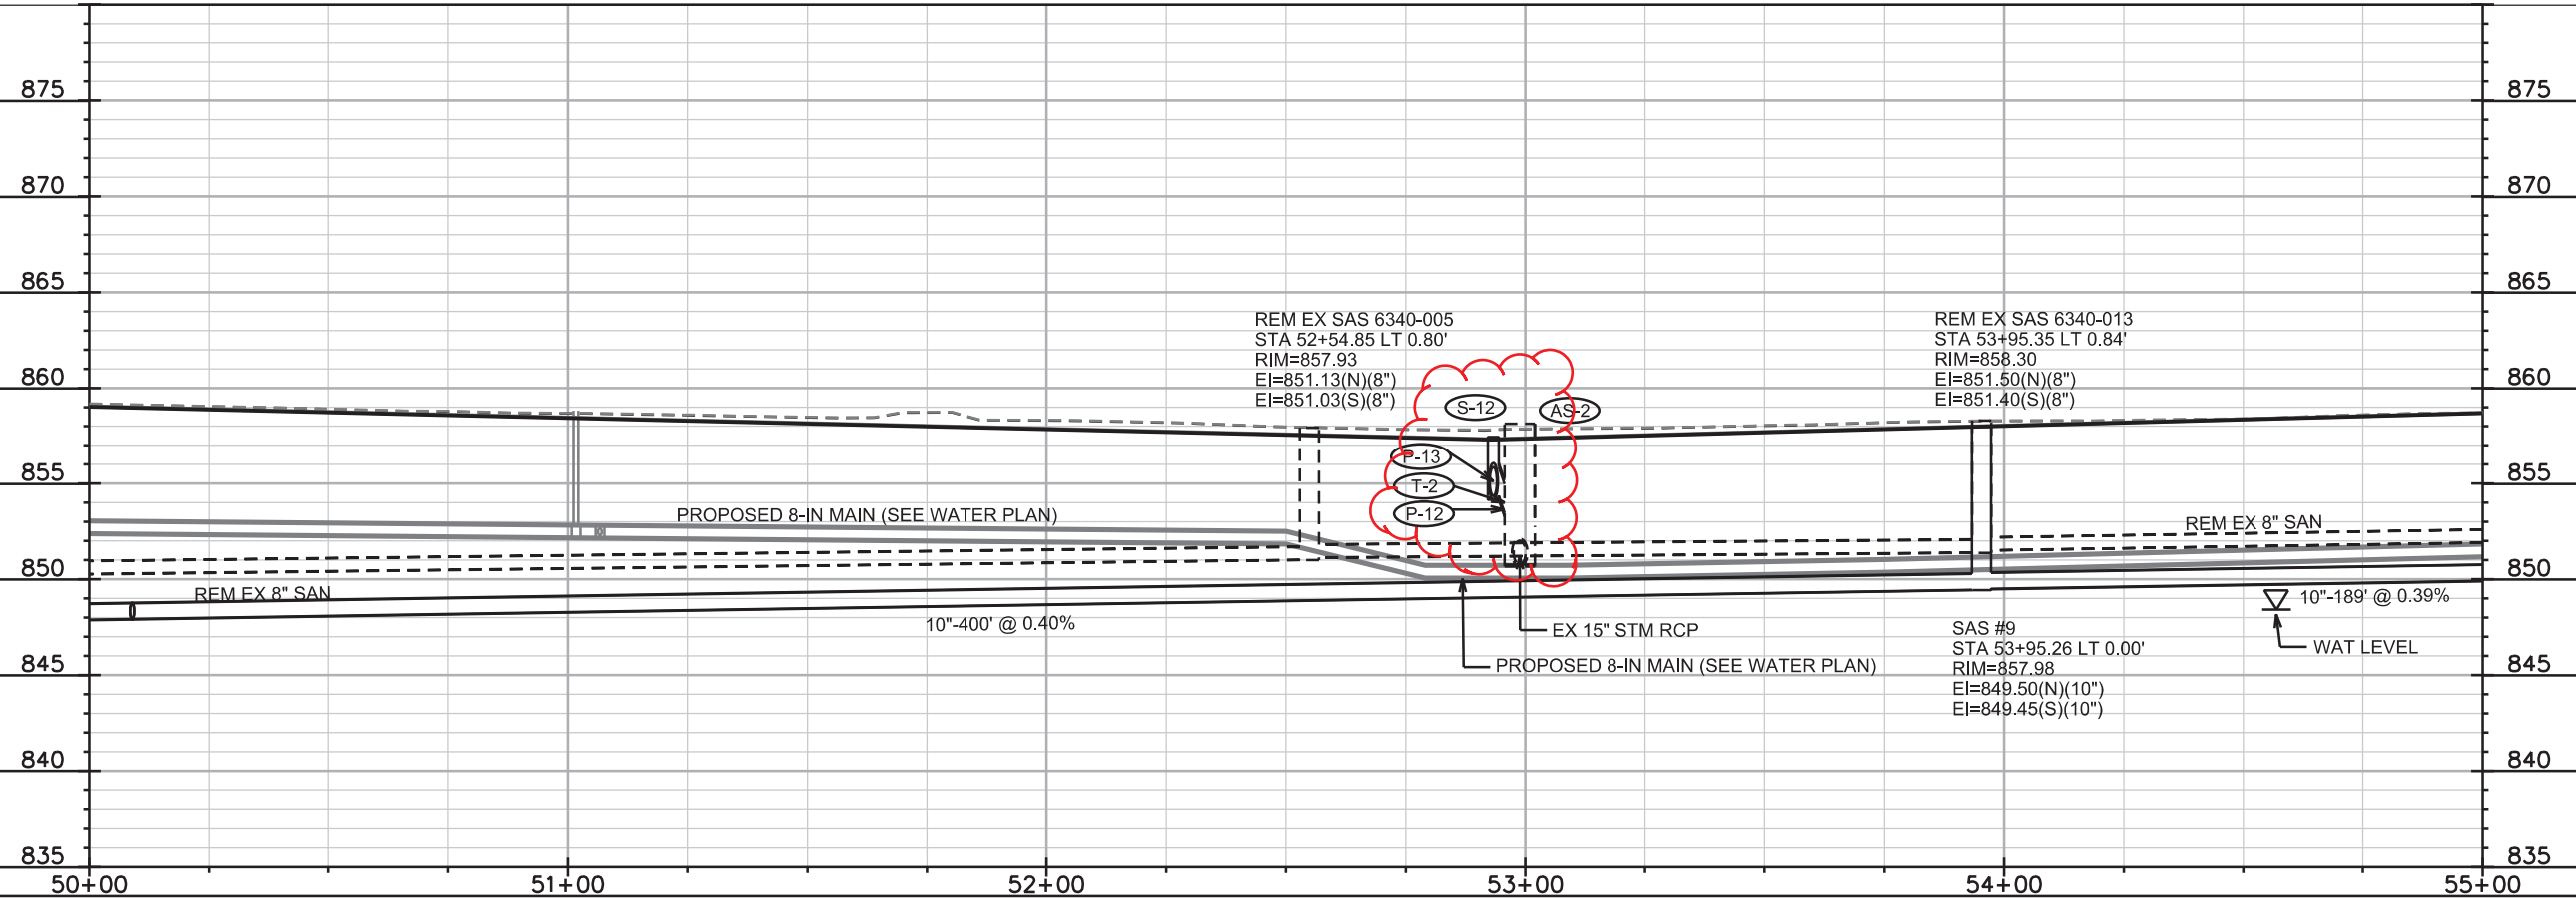 875
875
870
870
865
865
REM EX SAS 6340-005
STA 52+54.85 LT 0.80'
RIM=857.93
EI=851.13(N)(8")
EI=851.03(S)(8")
REM EX SAS 6340-013
STA 53+95.35 LT 0.84'
RIM=858.30
EI=851.50(N)(8")
EI=851.40(S)(8")
860
860
S-12
AS-2
P-13
855
855
T-2
P-12
PROPOSED 8-IN MAIN (SEE WATER PLAN)
REM EX 8" SAN
850
850
REM EX 8" SAN
10"-189' @ 0.39%
10"-400' @ 0.40%
EX 15" STM RCP
SAS #9
STA 53+95.26 LT 0.00'
RIM=857.98
EI=849.50(N)(10")
EI=849.45(S)(10")
WAT LEVEL
PROPOSED 8-IN MAIN (SEE WATER PLAN)
845
845
840
840
835
835
50+00
51+00
52+00
53+00
54+00
55+00